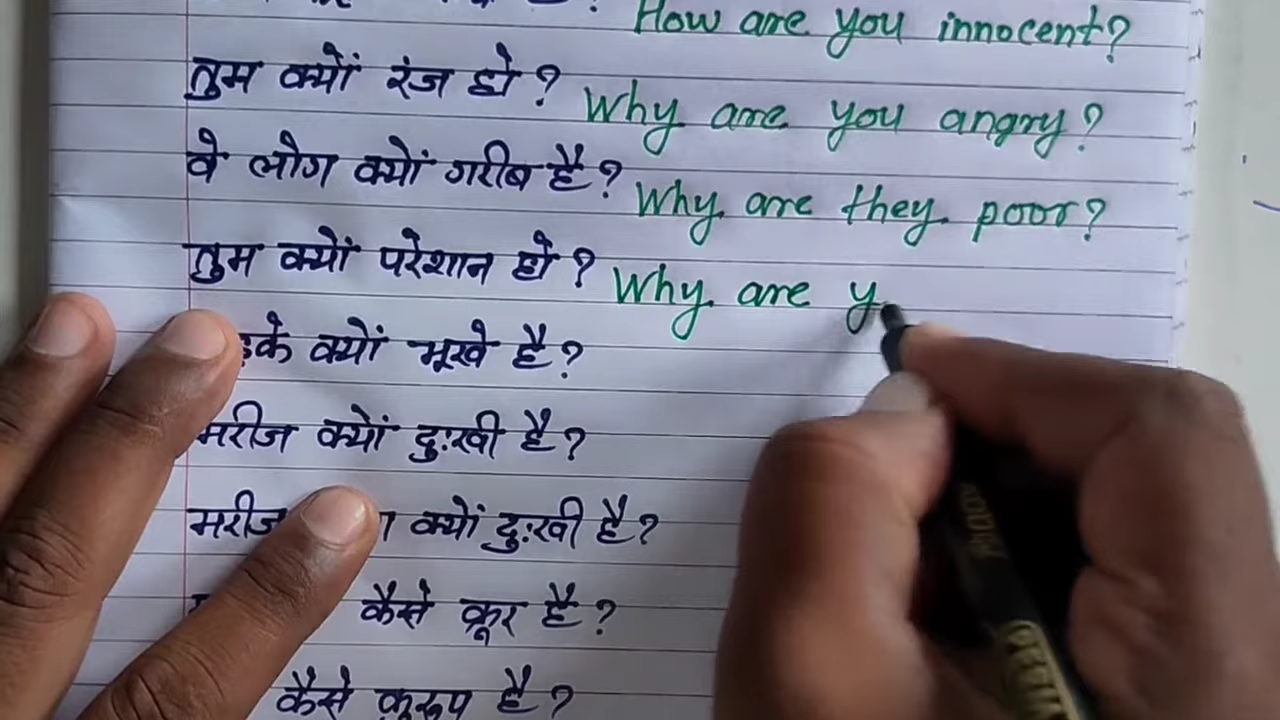 How are you innocent?
तुम क्यों रंज हो? Why are you angry?
वे लोग क्यों गरीब है? Why are they poor?
तुम क्यों परेशान हो? Why are y
के क्यों भूखे है?
मरीज क्यों दुःखी है?
मरीज क्यों दुःखी है?
कैसे क्रूर है?
कैसे कुरूप है?